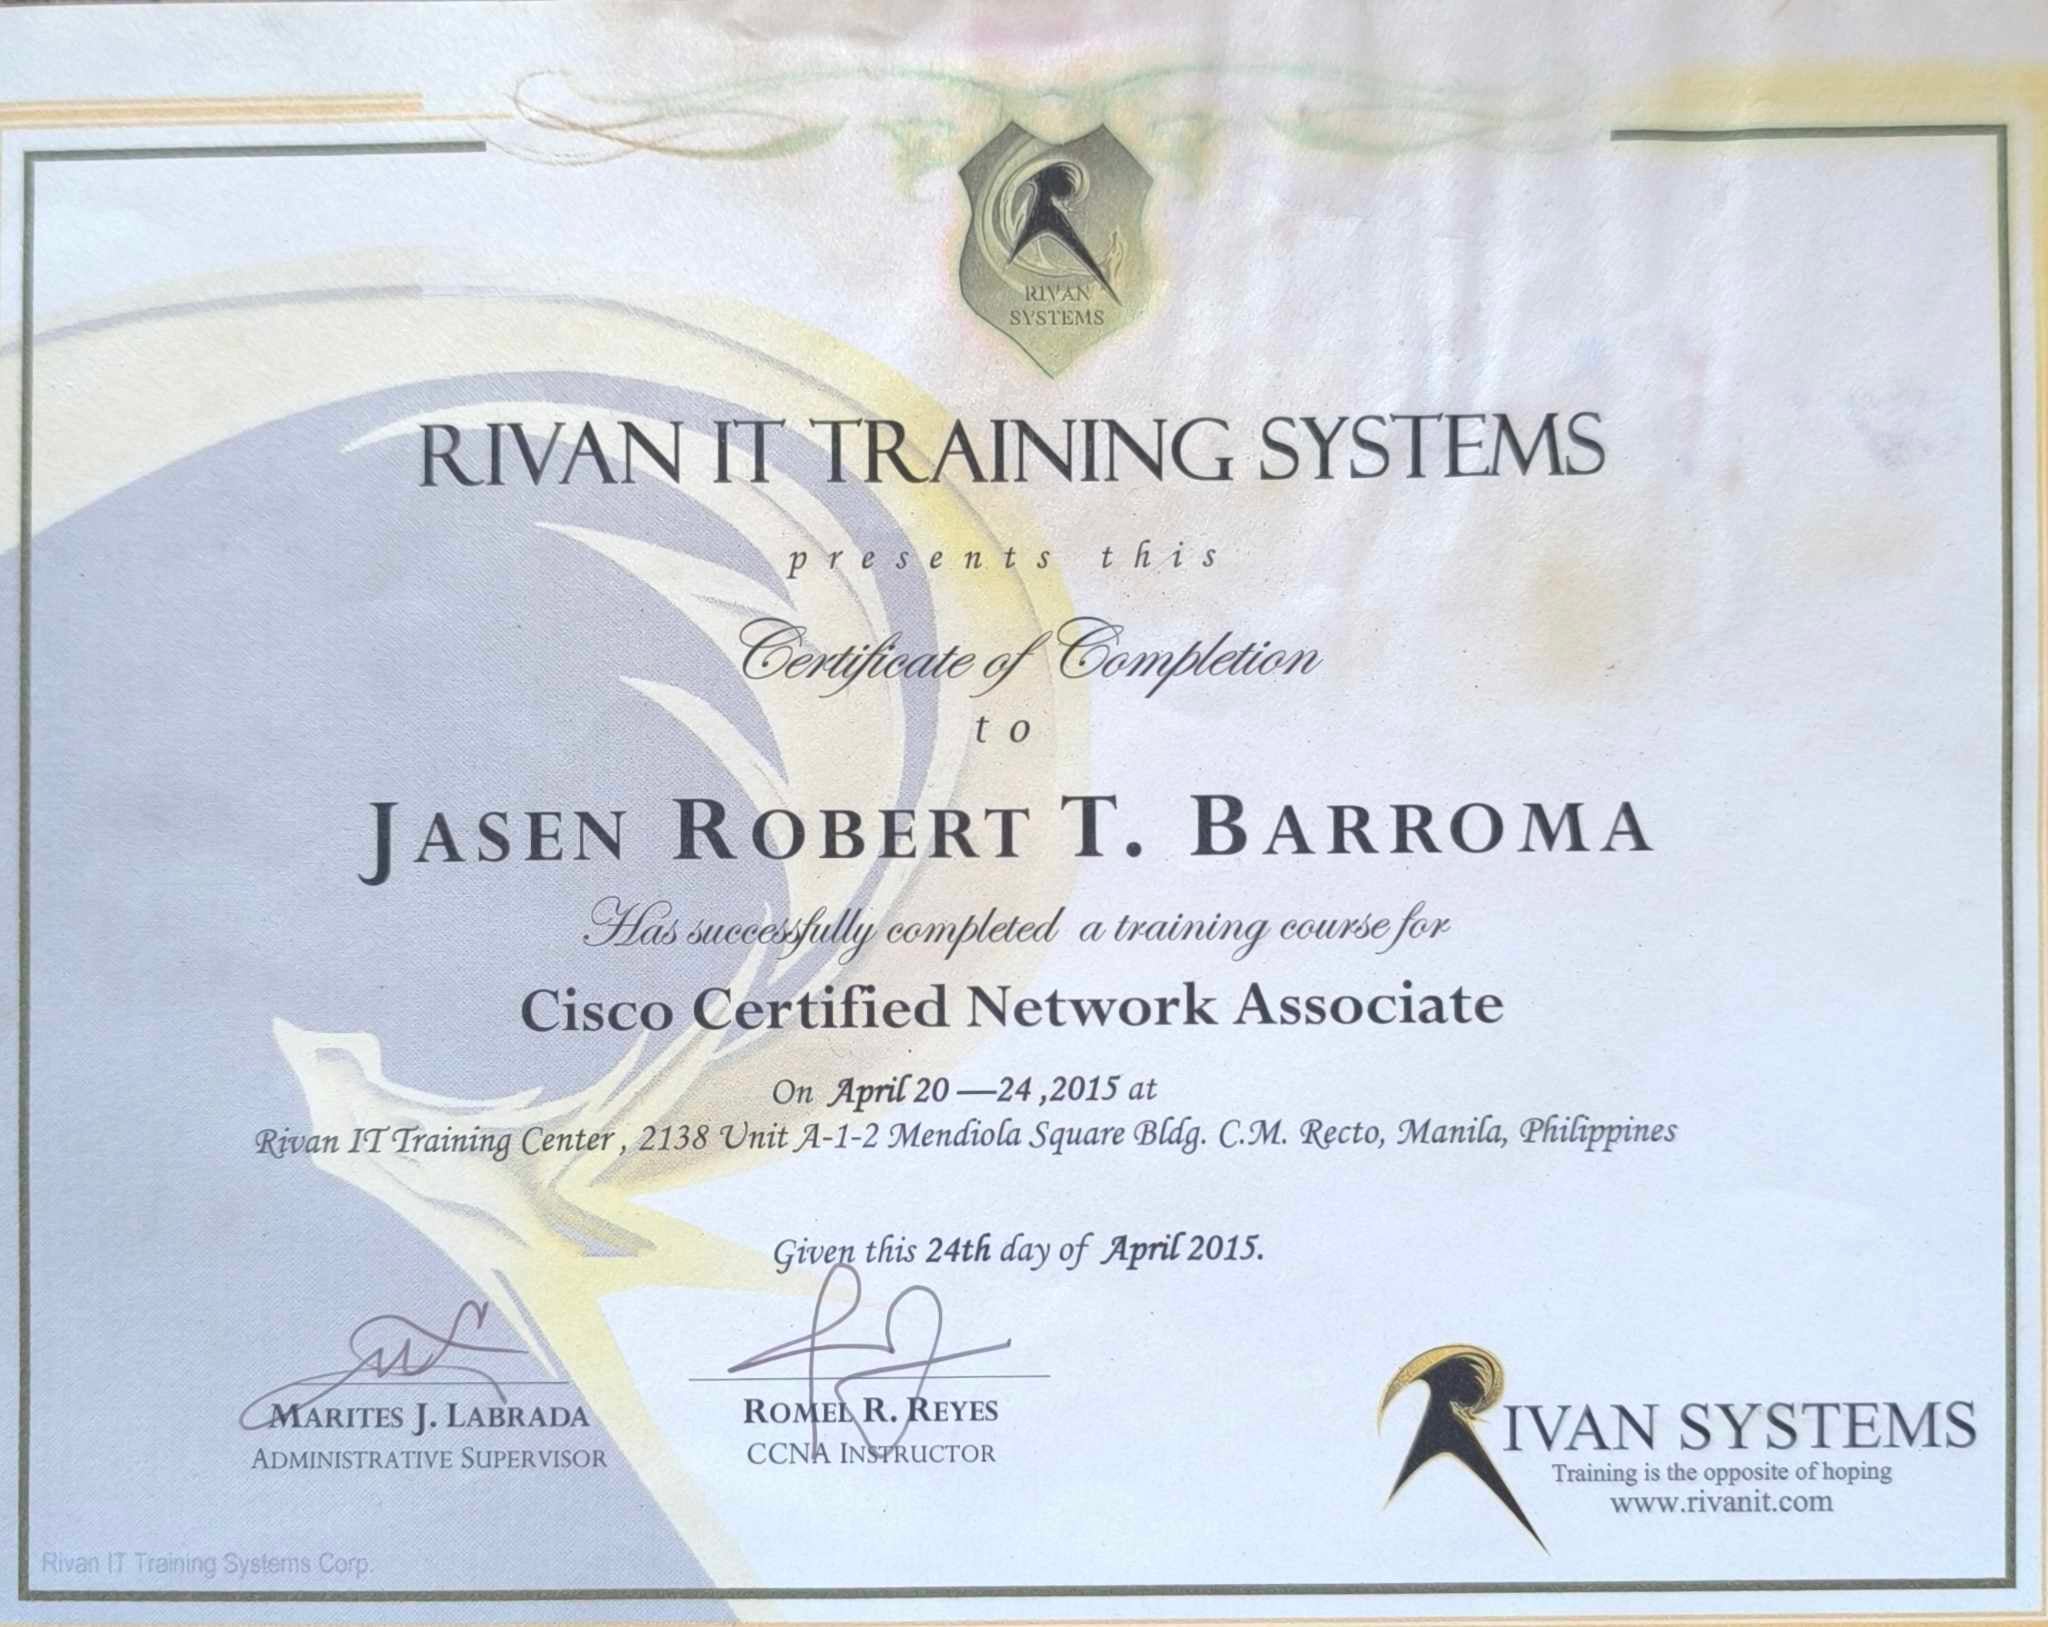 RIVAN
SYSTEMS
RIVAN IT TRAINING SYSTEMS
presents this
Certificate of Completion
to
JASEN ROBERT T. BARROMA
Has successfully completed a training course for
Cisco Certified Network Associate
On April 20 —24 ,2015 at
Rivan IT Training Center , 2138 Unit A-1-2 Mendiola Square Bldg. C.M. Recto, Manila, Philippines
Given this 24th day of April 2015.
MARITES J. LABRADA
ADMINISTRATIVE SUPERVISOR
ROMEL R. REYES
CCNA INSTRUCTOR
RIVAN SYSTEMS
Training is the opposite of hoping
www.rivanit.com
Rivan IT Training Systems Corp.